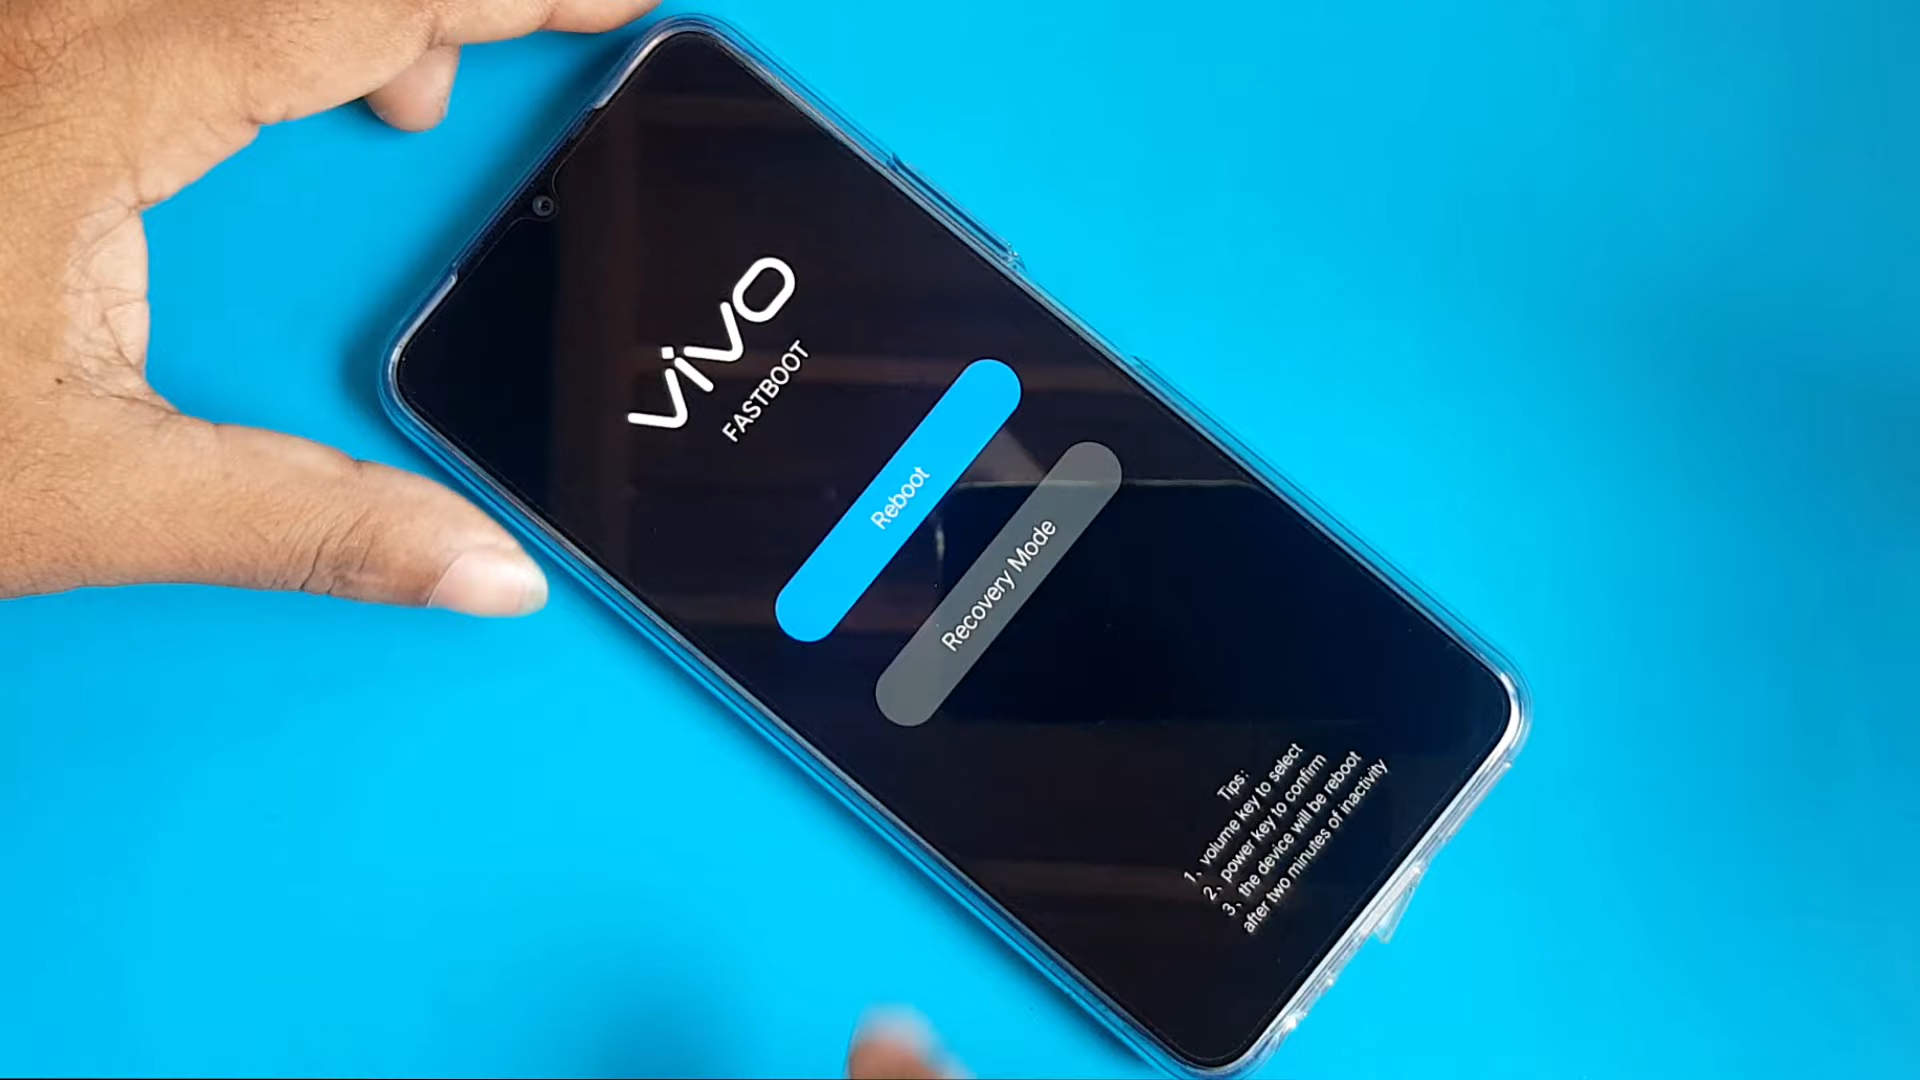 vivo
FASTBOOT
Reboot
Recovery Mode
Tips:
1、volume key to select
2、power key to confirm
3、the device will be reboot
after two minutes of inactivity